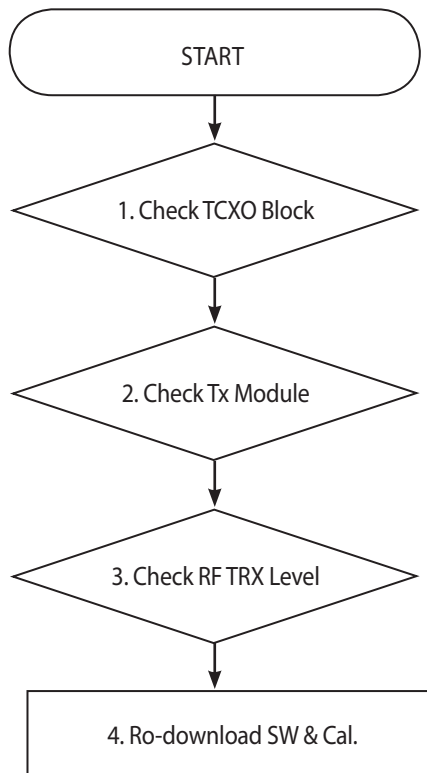 START
1. Check TCXO Block
2. Check Tx Module
3. Check RF TRX Level
4. Ro-download SW & Cal.